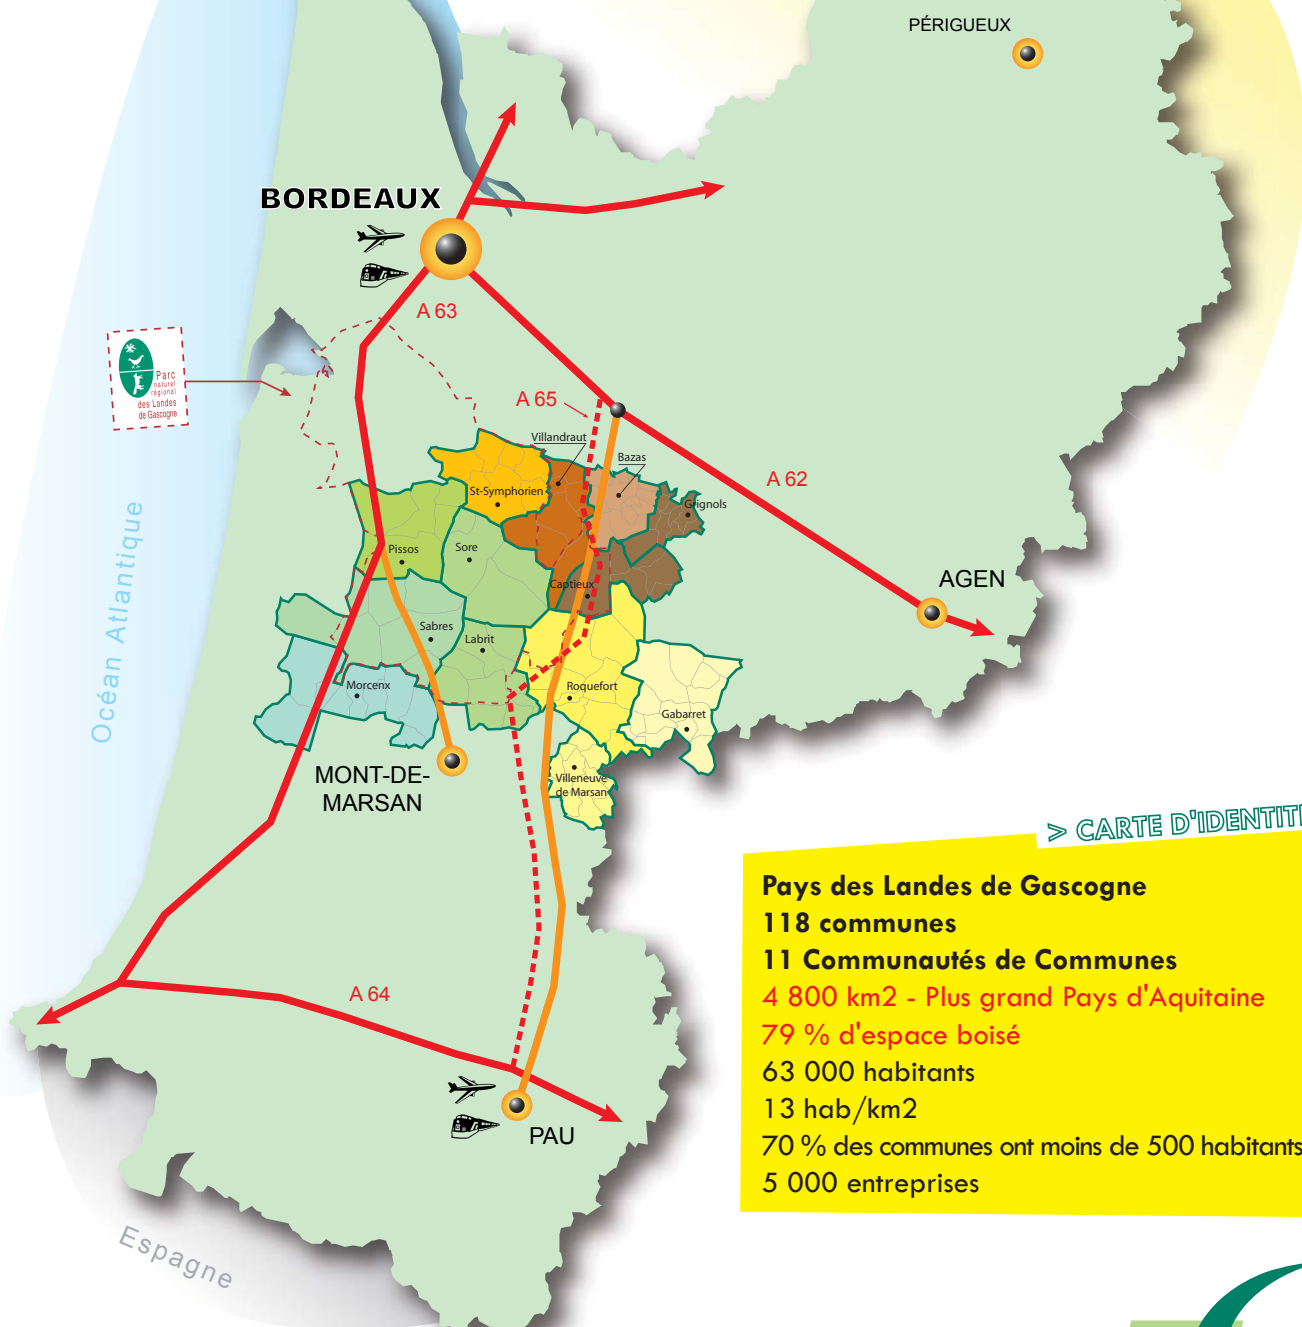 PÉRIGUEUX
BORDEAUX
A 63
Parc
naturel
régional
des Landes
de Gascogne
A 65
Villandraut
Bazas
A 62
St-Symphorien
Grignols
Pissos
Sore
Captieux
AGEN
Océan Atlantique
Sabres
Labrit
Morcenx
Roquefort
Gabarret
MONT-DE-
MARSAN
Villeneuve
de Marsan
> CARTE D'IDENTITÉ
Pays des Landes de Gascogne
118 communes
11 Communautés de Communes
4 800 km2 - Plus grand Pays d'Aquitaine
79 % d'espace boisé
63 000 habitants
13 hab/km2
70 % des communes ont moins de 500 habitants
5 000 entreprises
A 64
PAU
Espagne